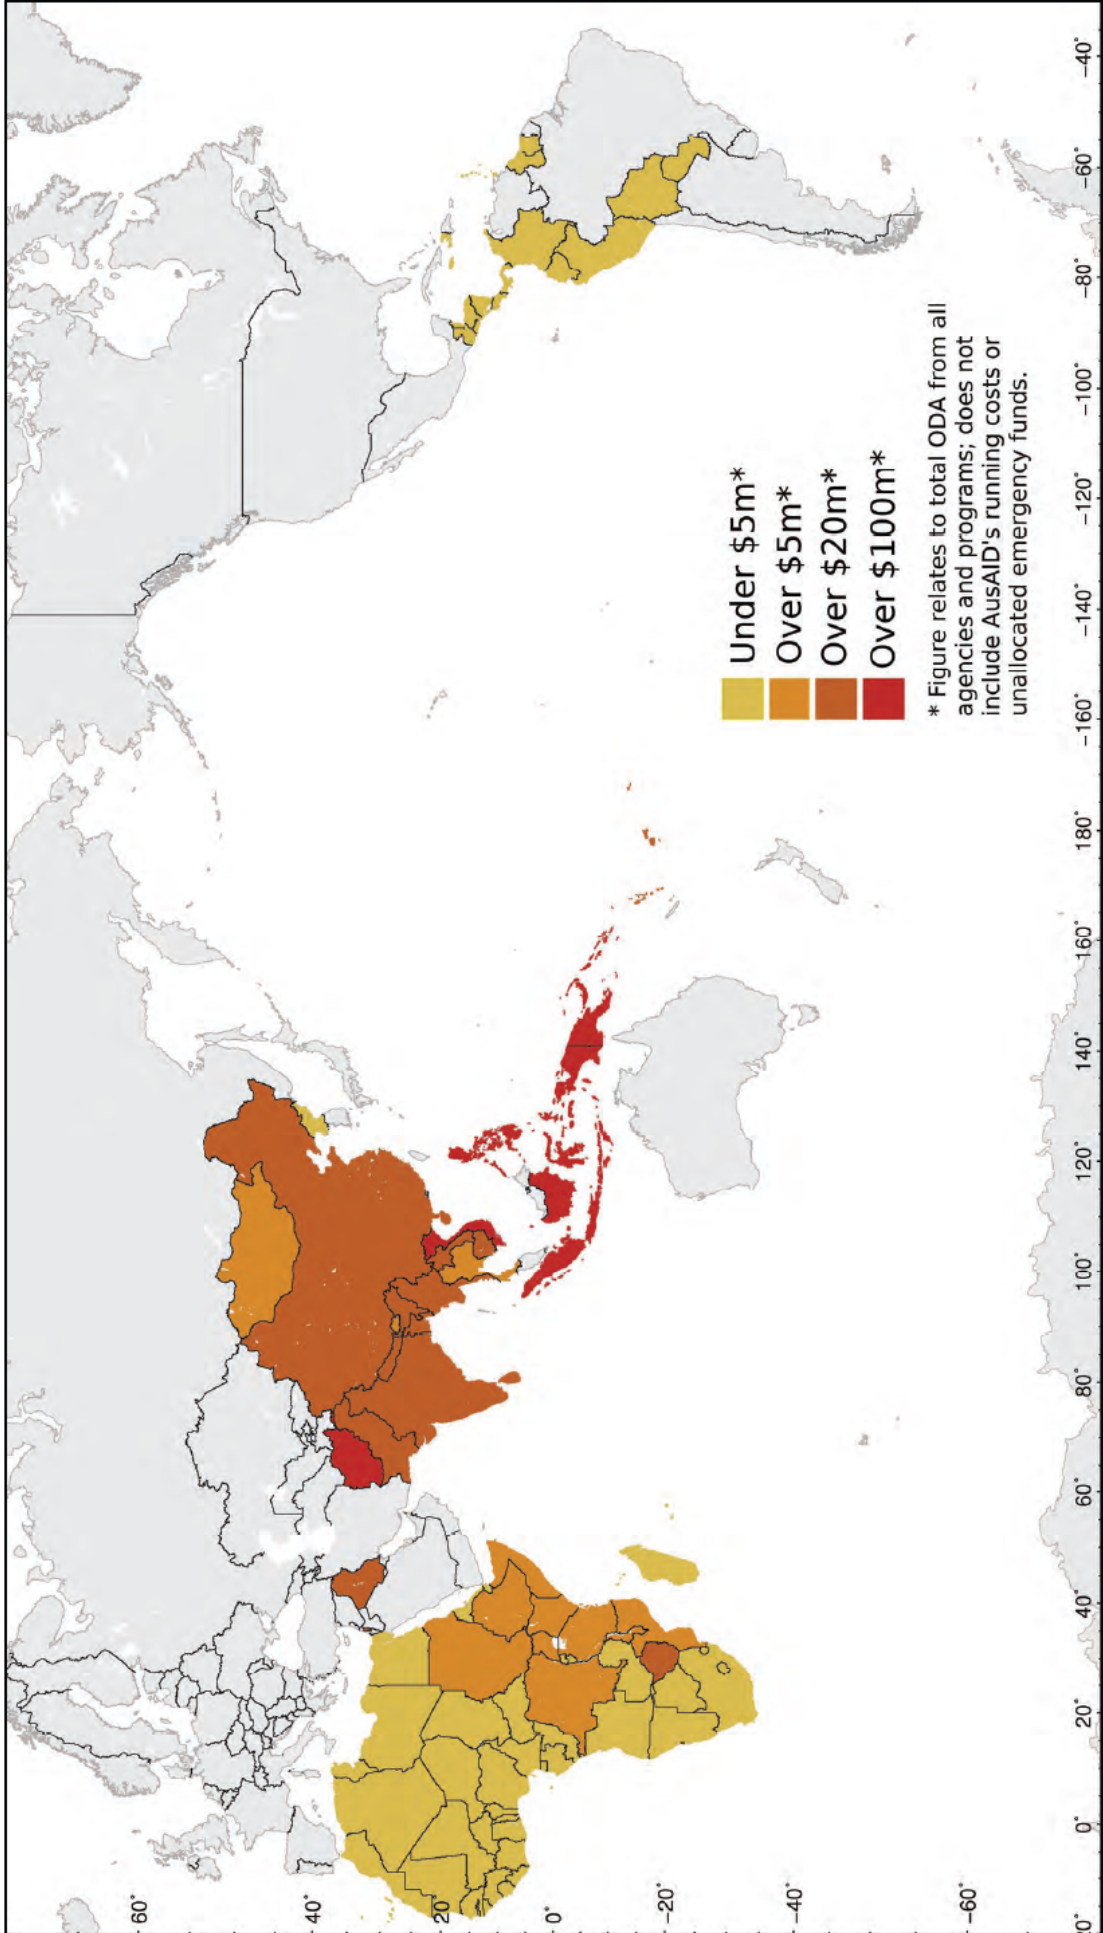 60°
40°
20°
0°
−20°
−40°
−60°
Under $5m*
Over $5m*
Over $20m*
Over $100m*
* Figure relates to total ODA from all
agencies and programs; does not
include AusAID's running costs or
unallocated emergency funds.
0° 20° 40° 60° 80° 100° 120° 140° 160° 180° −160° −140° −120° −100° −80° −60° −40°